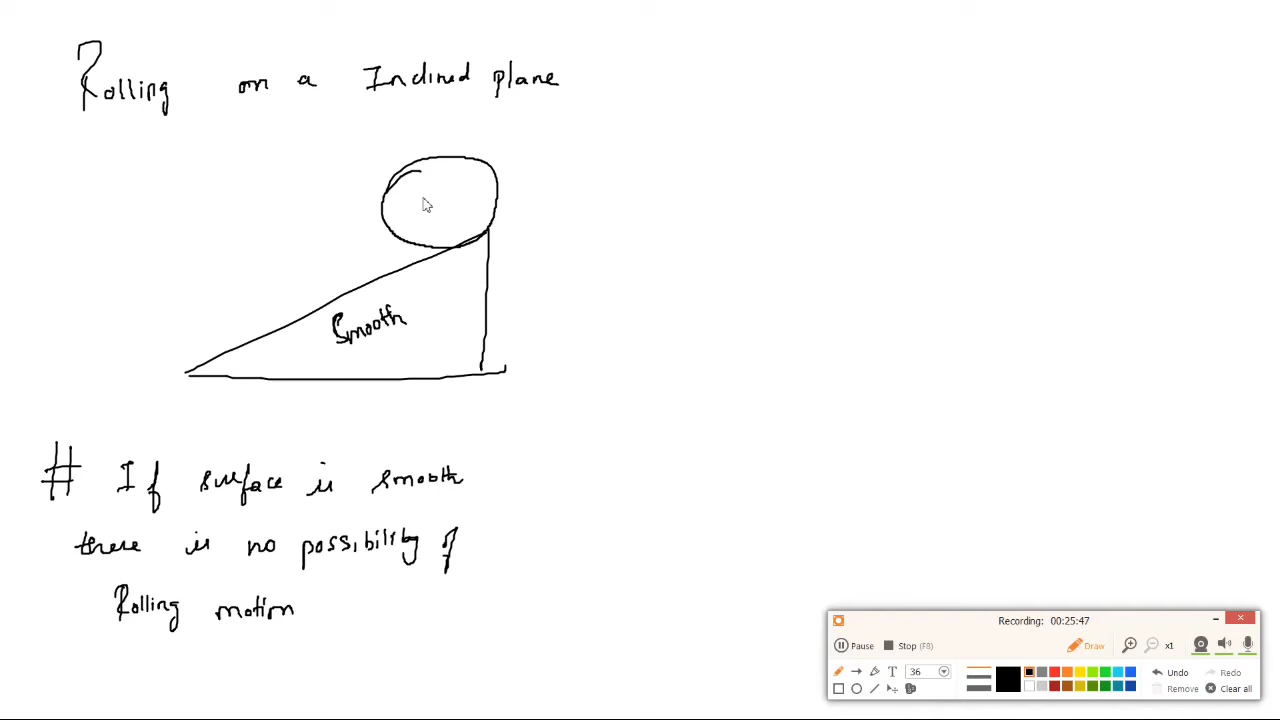 Rolling on a Inclined plane
Smooth
# If surface is smooth
there is no possibility of
Rolling motion
Recording: 00:25:47
Pause Stop (F8) Draw x1
T 36 Undo Redo
Remove Clear all